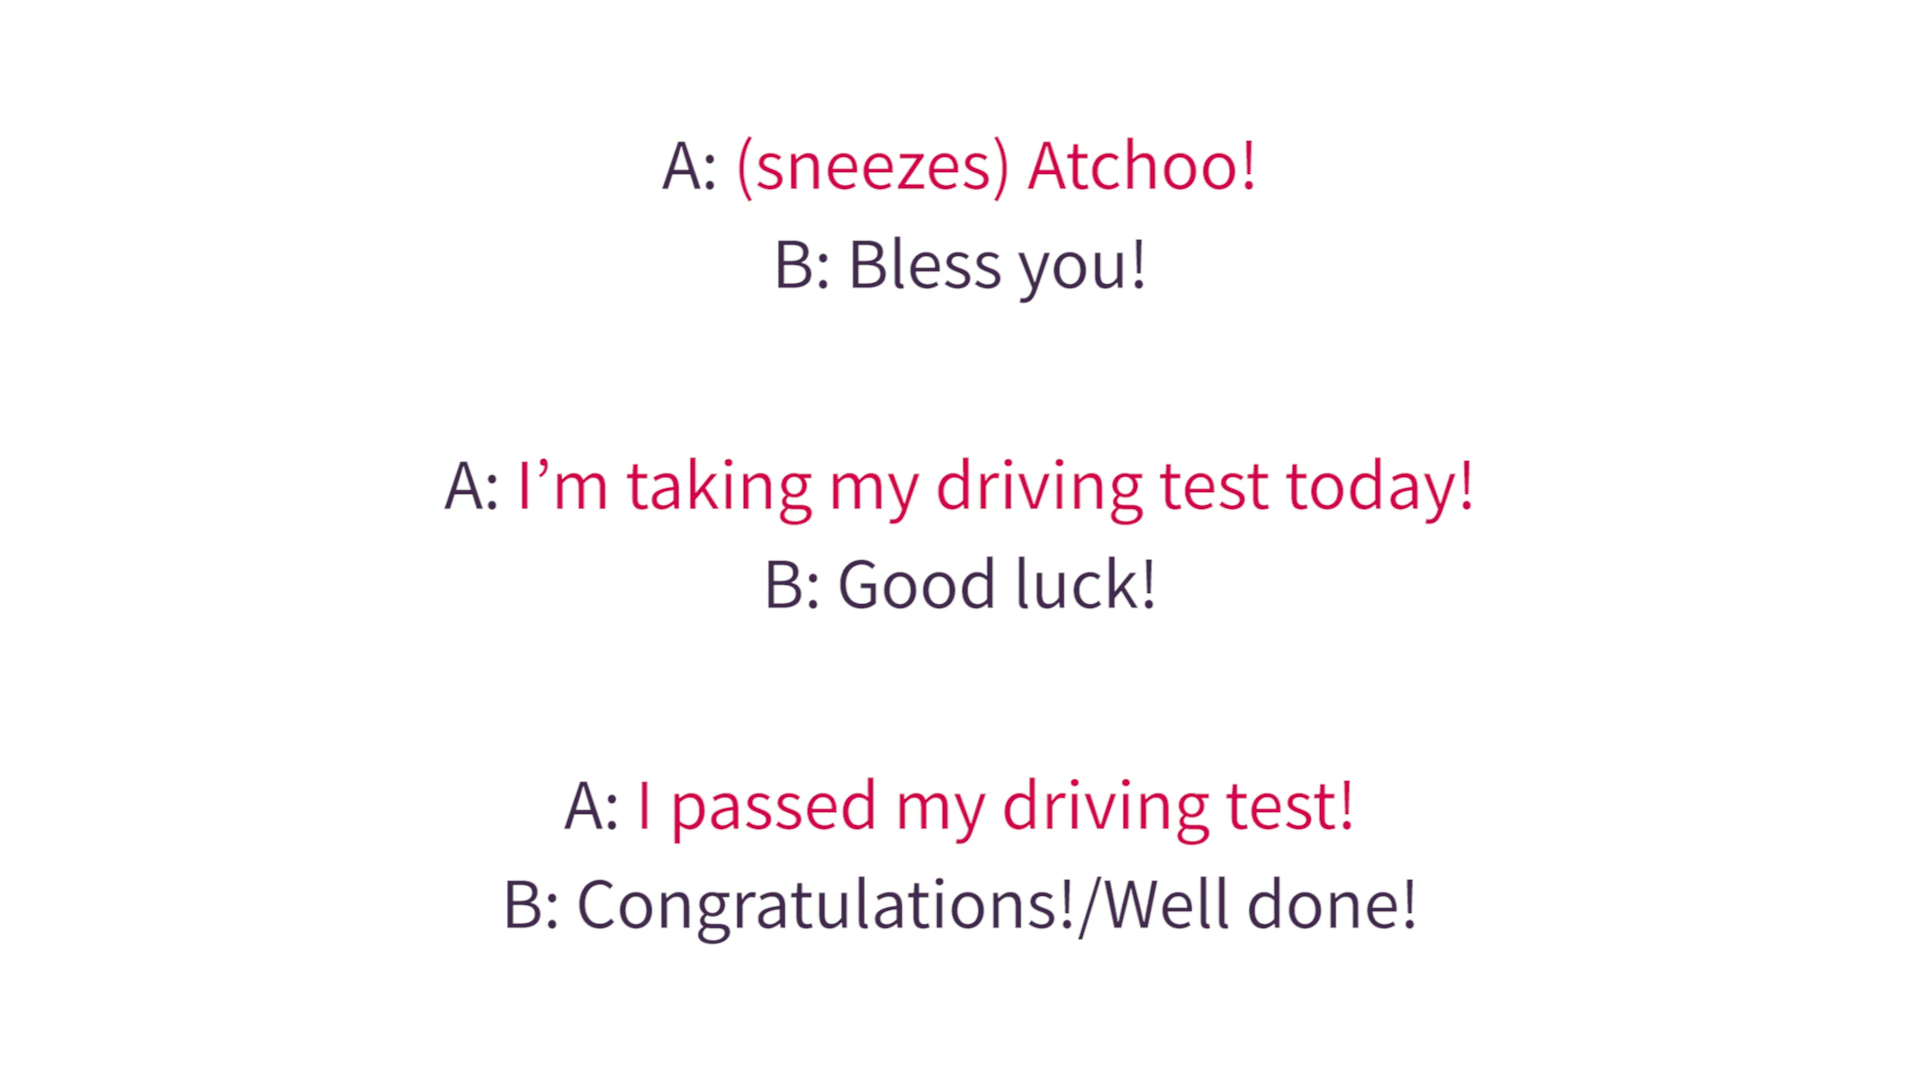 A: (sneezes) Atchoo!
B: Bless you!
A: I’m taking my driving test today!
B: Good luck!
A: I passed my driving test!
B: Congratulations!/Well done!